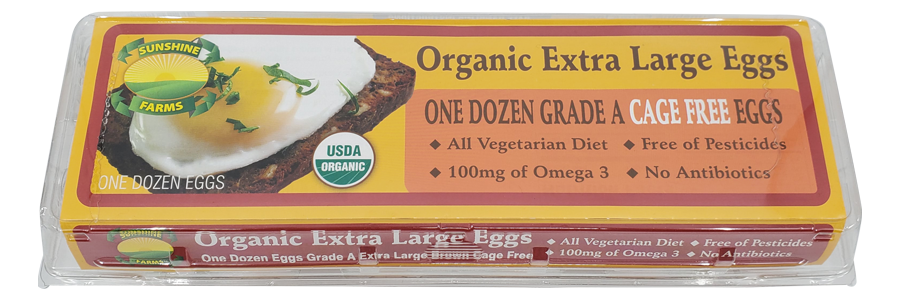 SUNSHINE
FARMS
Organic Extra Large Eggs
ONE DOZEN GRADE A CAGE FREE EGGS
◆ All Vegetarian Diet ◆ Free of Pesticides
◆ 100mg of Omega 3 ◆ No Antibiotics
USDA
ORGANIC
ONE DOZEN EGGS
SUNSHINE
FARMS
Organic Extra Large Eggs
One Dozen Eggs Grade A Extra Large Brown Cage Free
◆ All Vegetarian Diet ◆ Free of Pesticides
◆ 100mg of Omega 3 ◆ No Antibiotics